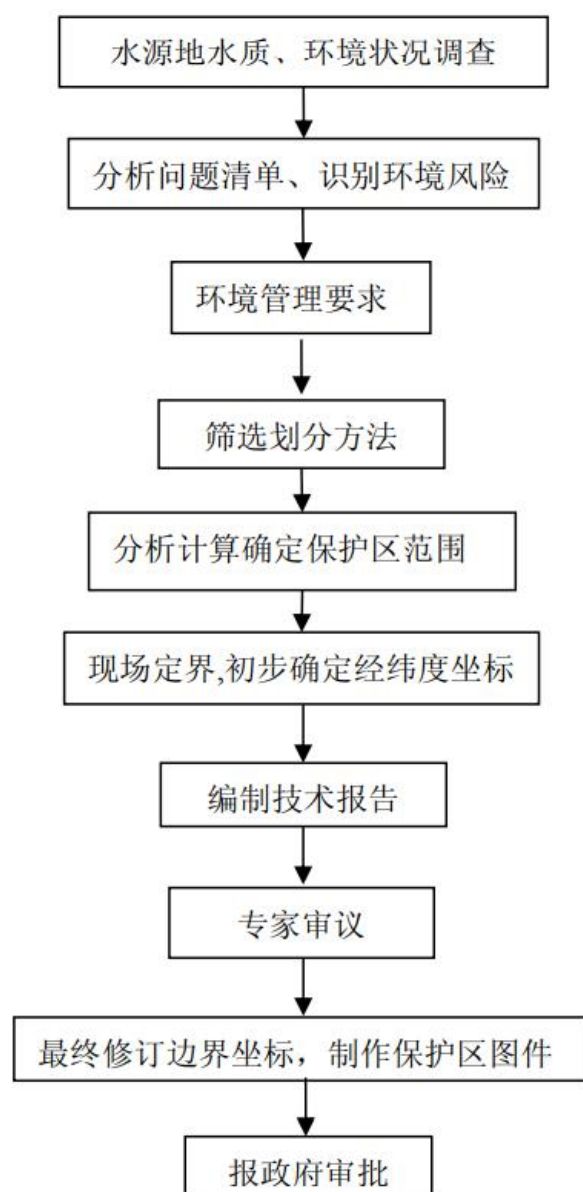 水源地水质、环境状况调查
分析问题清单、识别环境风险
环境管理要求
筛选划分方法
分析计算确定保护区范围
现场定界,初步确定经纬度坐标
编制技术报告
专家审议
最终修订边界坐标，制作保护区图件
报政府审批